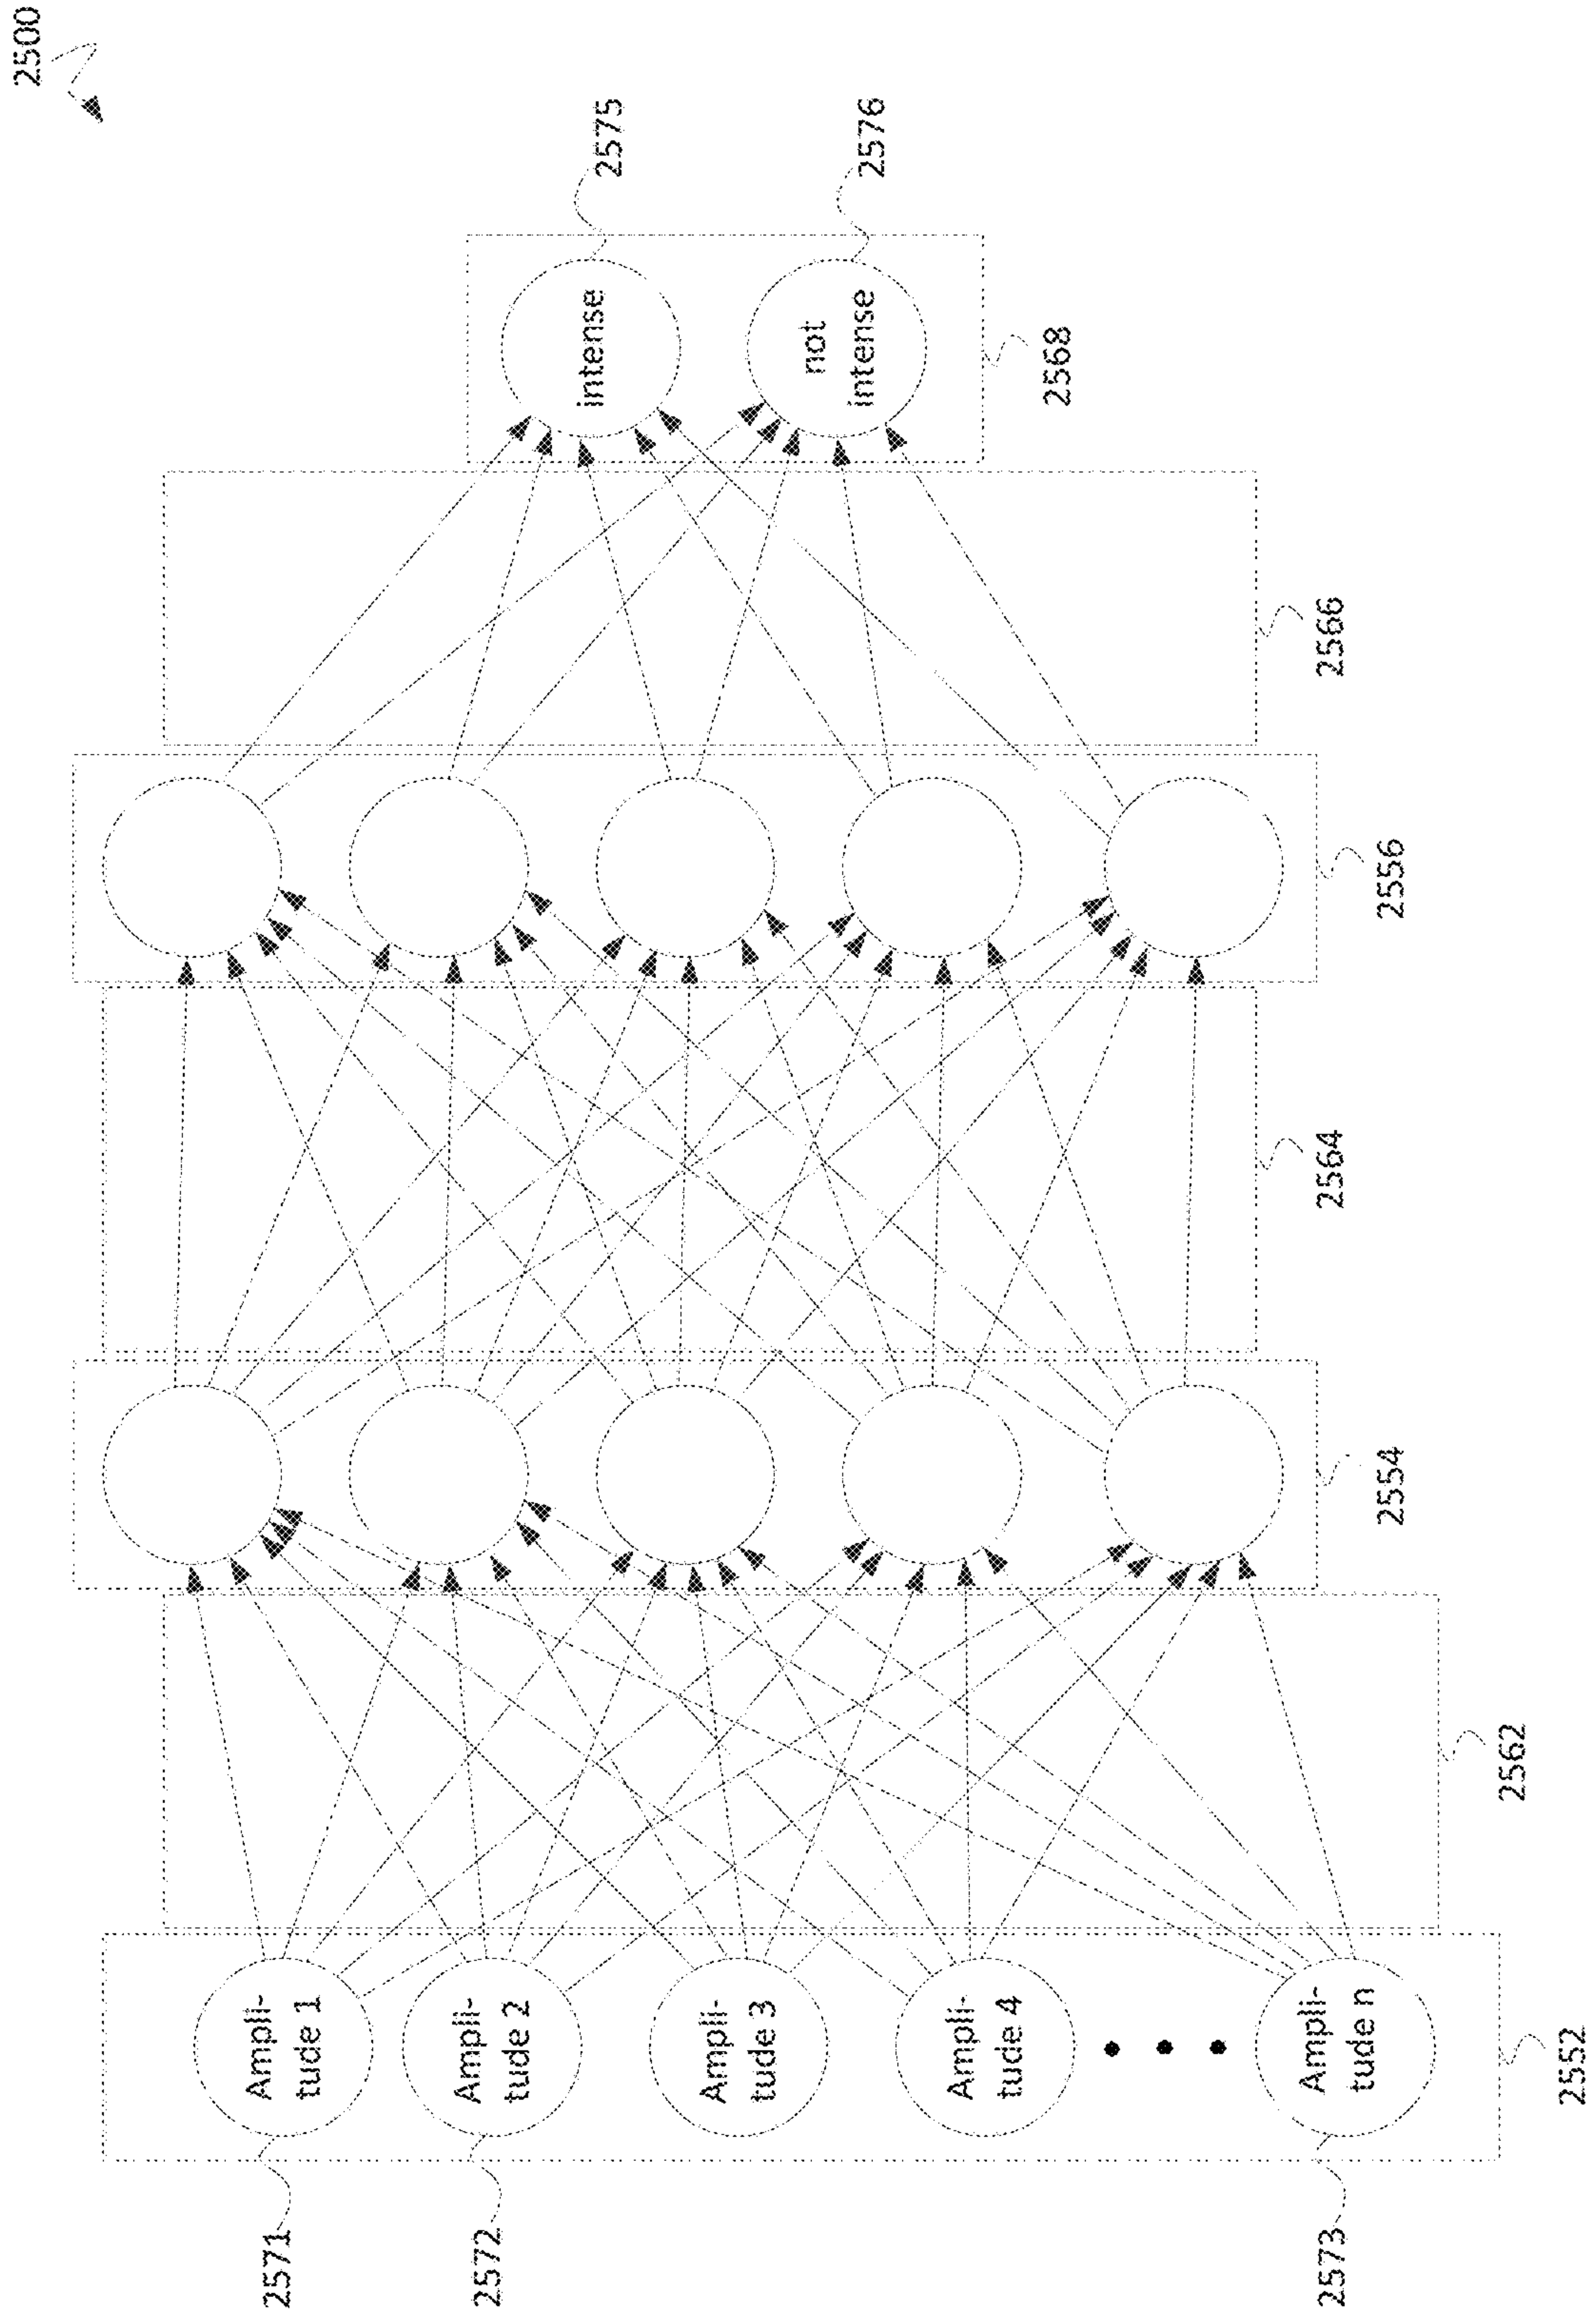 2500
2575
2576
intense
not
intense
2568
2566
2556
2564
2554
2562
Ampli-
tude 1
Ampli-
tude 2
Ampli-
tude 3
Ampli-
tude 4
Ampli-
tude n
2552
2571
2572
2573